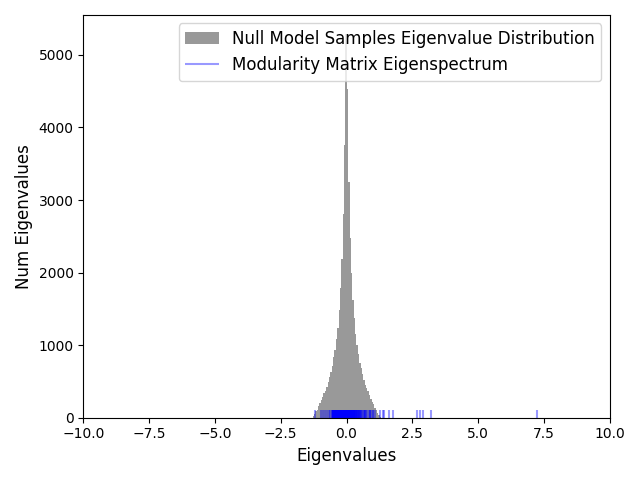 Null Model Samples Eigenvalue Distribution
Modularity Matrix Eigenspectrum
Num Eigenvalues
5000
4000
3000
2000
1000
0
−10.0 −7.5 −5.0 −2.5 0.0 2.5 5.0 7.5 10.0
Eigenvalues